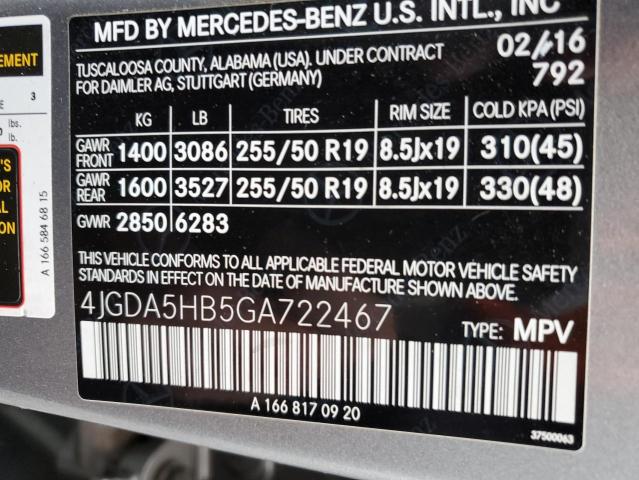 MFD BY MERCEDES-BENZ U.S. INTL., INC
TUSCALOOSA COUNTY, ALABAMA (USA). UNDER CONTRACT
FOR DAIMLER AG, STUTTGART (GERMANY)
02/16
792
KG LB TIRES RIM SIZE COLD KPA(PSI)
GAWR FRONT 1400 3086 255/50 R19 8.5Jx19 310(45)
GAWR REAR 1600 3527 255/50 R19 8.5Jx19 330(48)
GVWR 2850 6283
THIS VEHICLE CONFORMS TO ALL APPLICABLE FEDERAL MOTOR VEHICLE SAFETY
STANDARDS IN EFFECT ON THE DATE OF MANUFACTURE SHOWN ABOVE.
4JGDA5HB5GA722467
TYPE: MPV
A 166 817 09 20
37500063
EMENT
3
lbs.
lb.
'S
FOR
ION
A 166 584 68 15